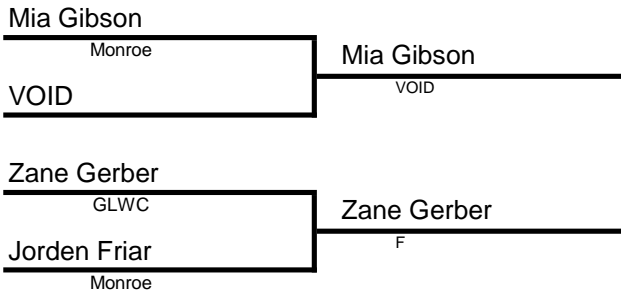 Mia Gibson
Monroe
Mia Gibson
VOID
VOID
Zane Gerber
GLWC
Zane Gerber
F
Jorden Friar
Monroe